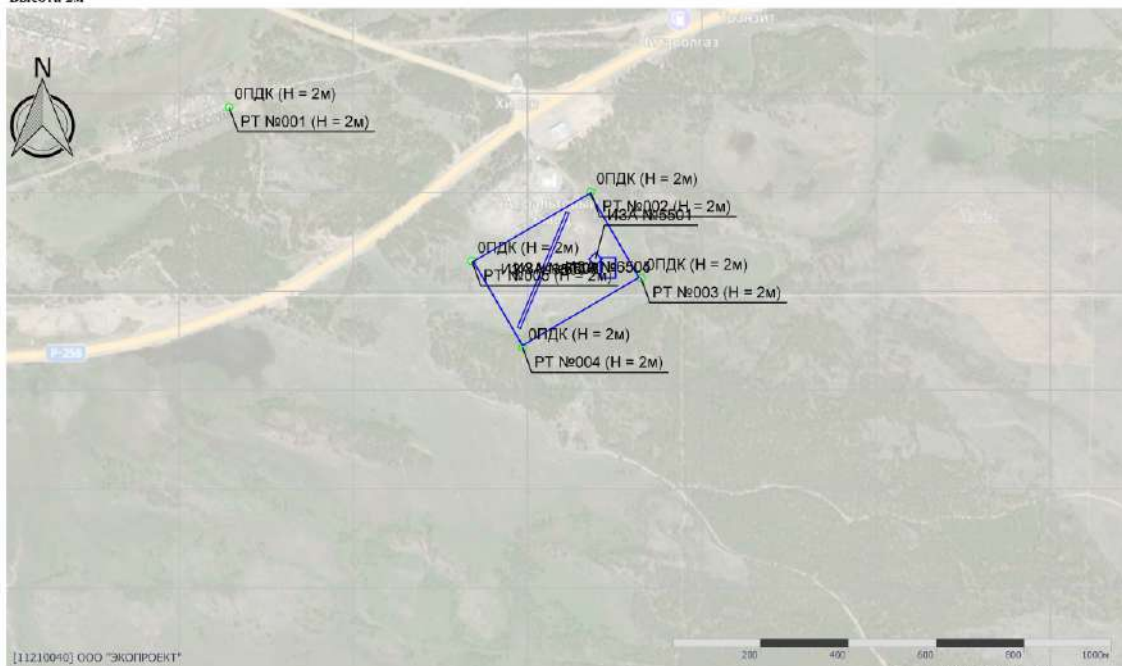 Высота 2м
N
0ПДК (H = 2м)
РТ №001 (H = 2м)
0ПДК (H = 2м)
РТ №002 (H = 2м)
ИЗА №5501
0ПДК (H = 2м)
0ПДК (H = 2м)
РТ №003 (H = 2м)
0ПДК (H = 2м)
РТ №004 (H = 2м)
Р-258
[11210040] ООО "ЭКОПРОЕКТ"
200
400
600
800
1000м